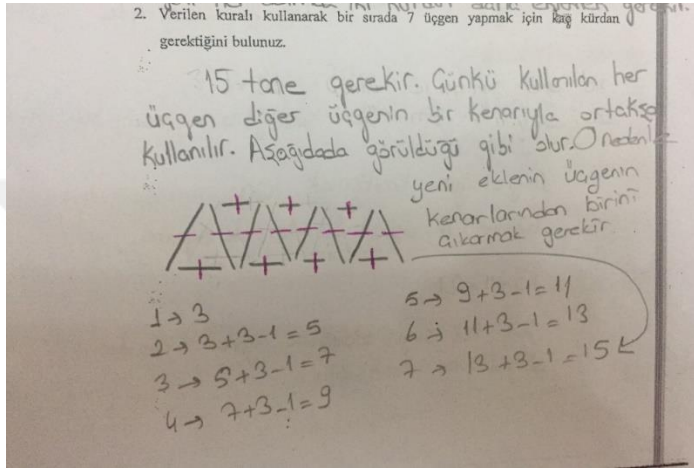 2. Verilen kuralı kullanarak bir sırada 7 üçgen yapmak için kaç kürdan
gerektiğini bulunuz.
15 tane gerekir. Günkü kullanılan her
üçgen diğer üçgenin bir kenarıyla ortakşa
kullanılır. Aşağıdada görüldüğü gibi olur. O nedenle
yeni eklenin üçgenin
kenarlarından birini
çıkarmak gerekir
1→3
2→3+3-1=5
3→5+3-1=7
4→7+3-1=9
5→9+3-1=11
6→11+3-1=13
7→13+3-1=15